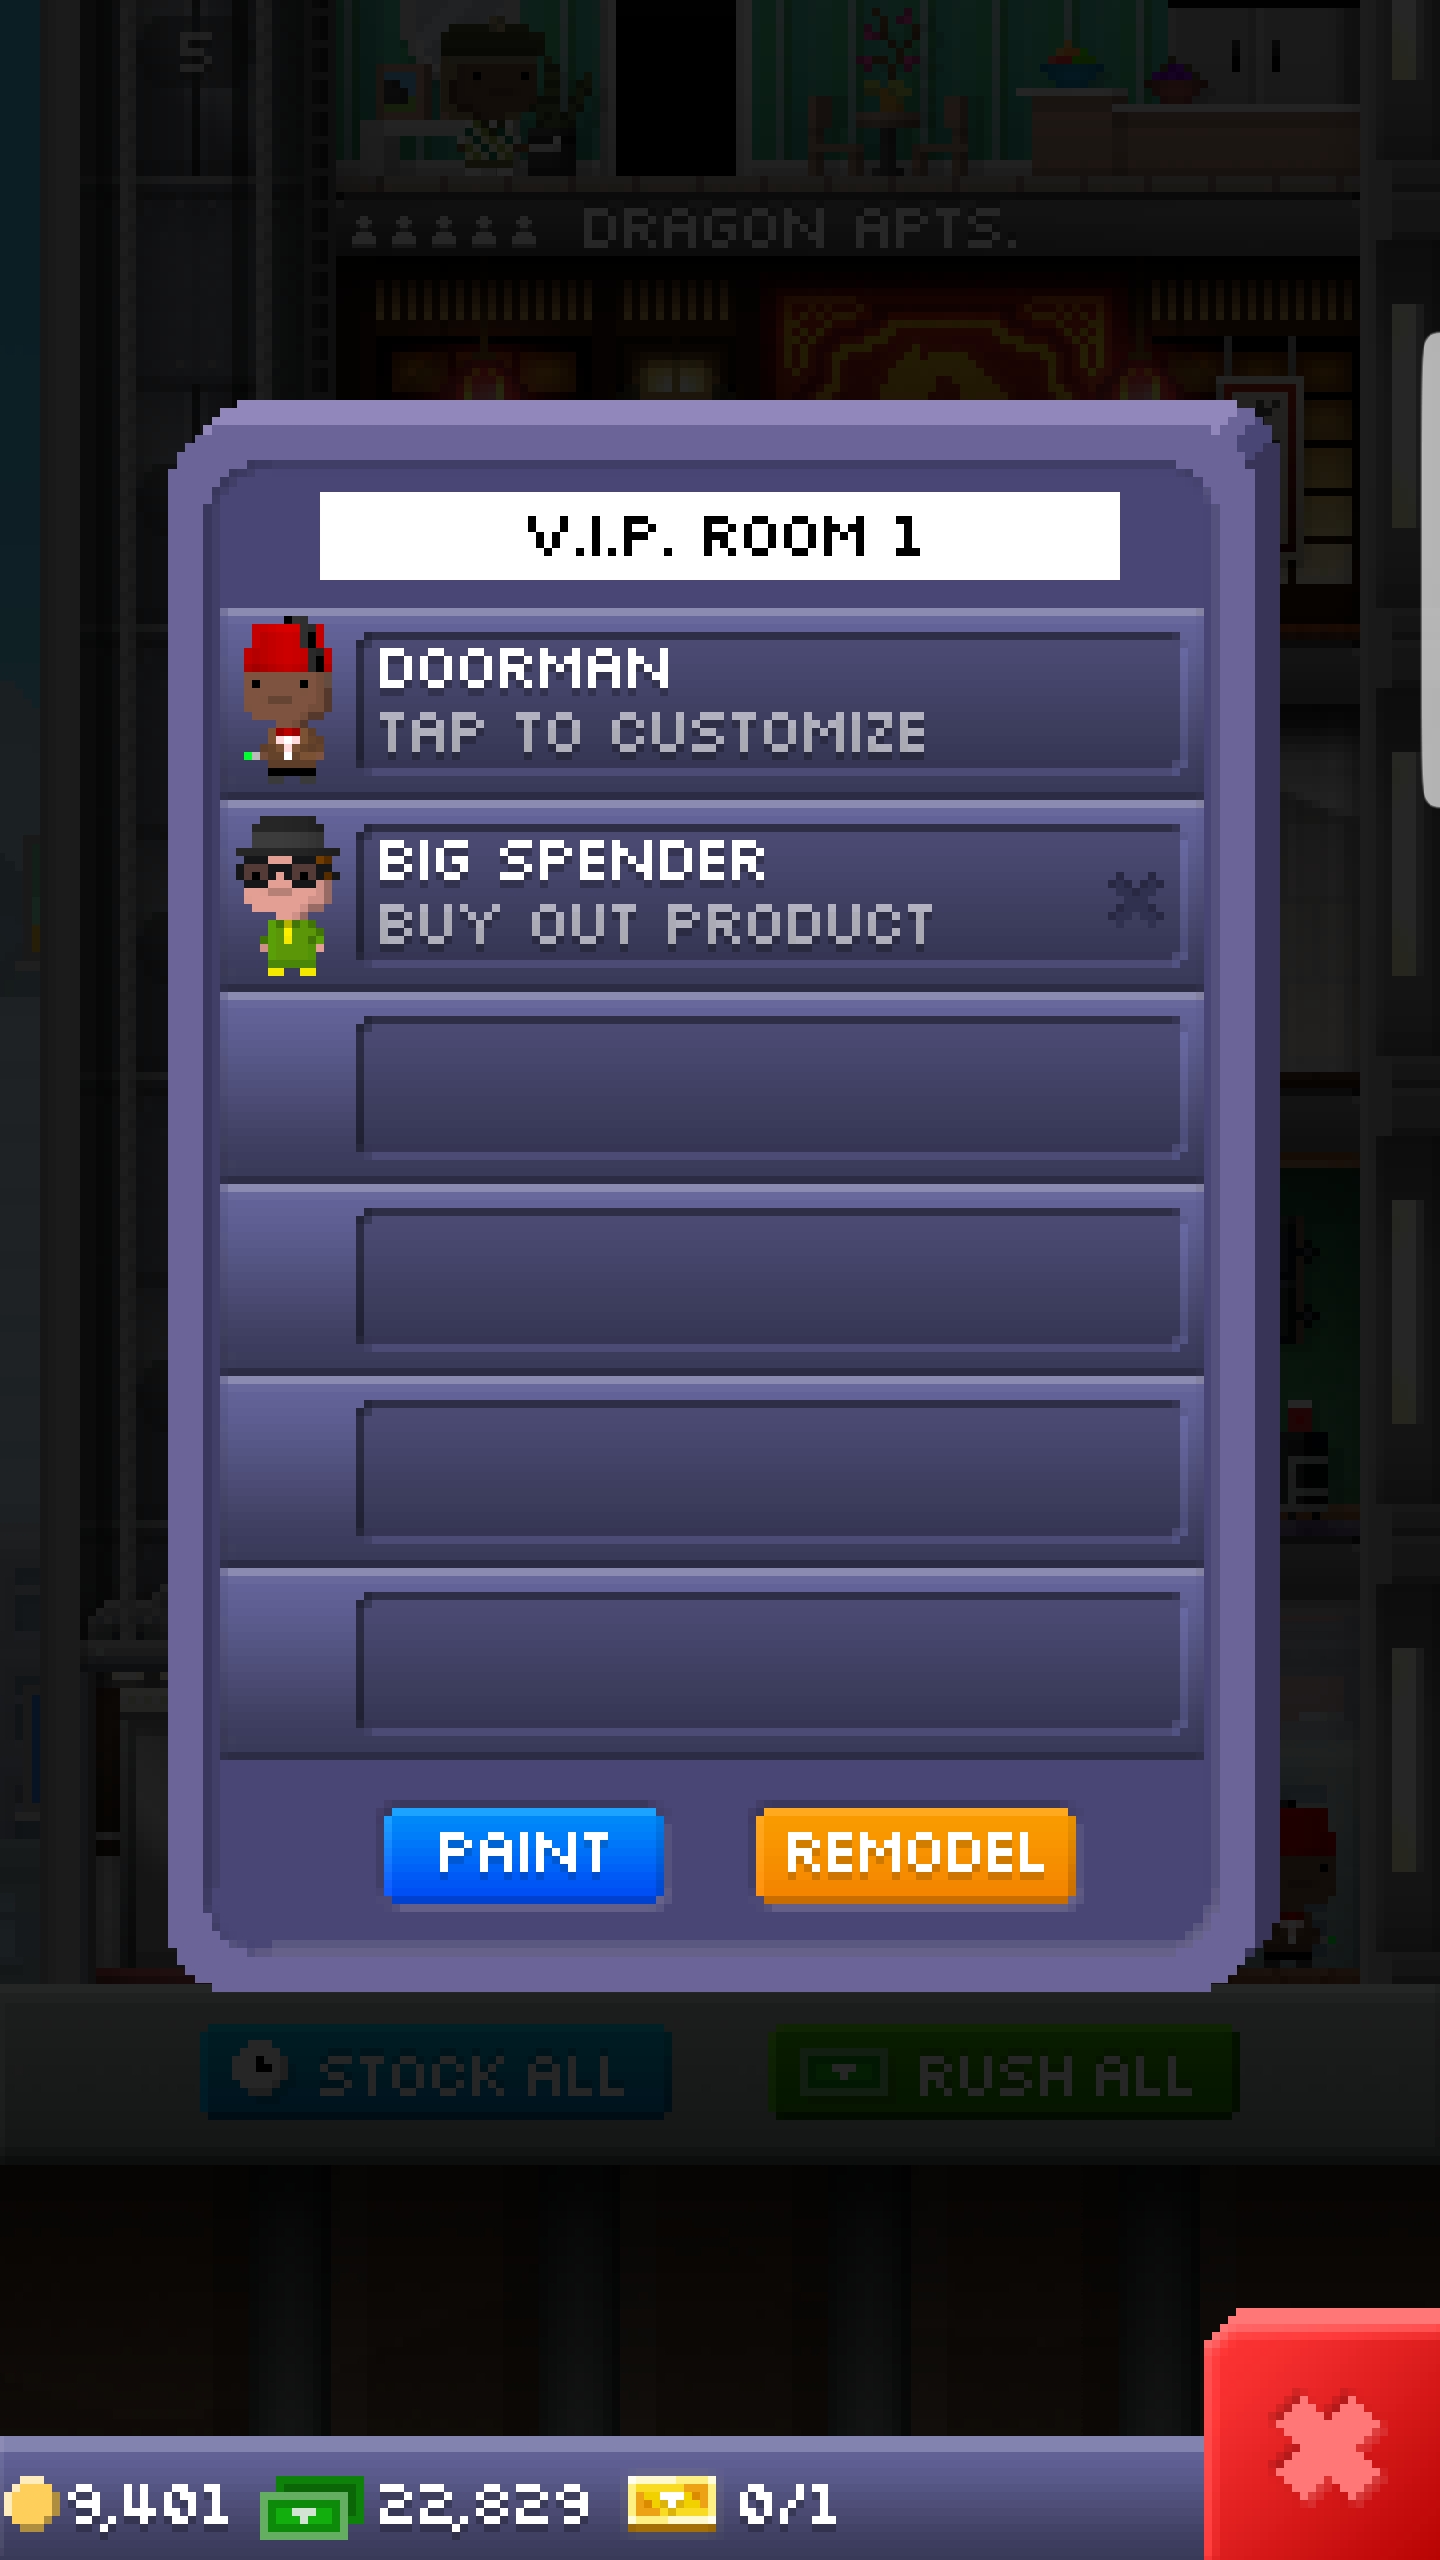 5
DRAGON APTS.
V.I.P. ROOM 1
DOORMAN
TAP TO CUSTOMIZE
BIG SPENDER
BUY OUT PRODUCT
PAINT
REMODEL
STOCK ALL
RUSH ALL
9,401
22,829
0/1